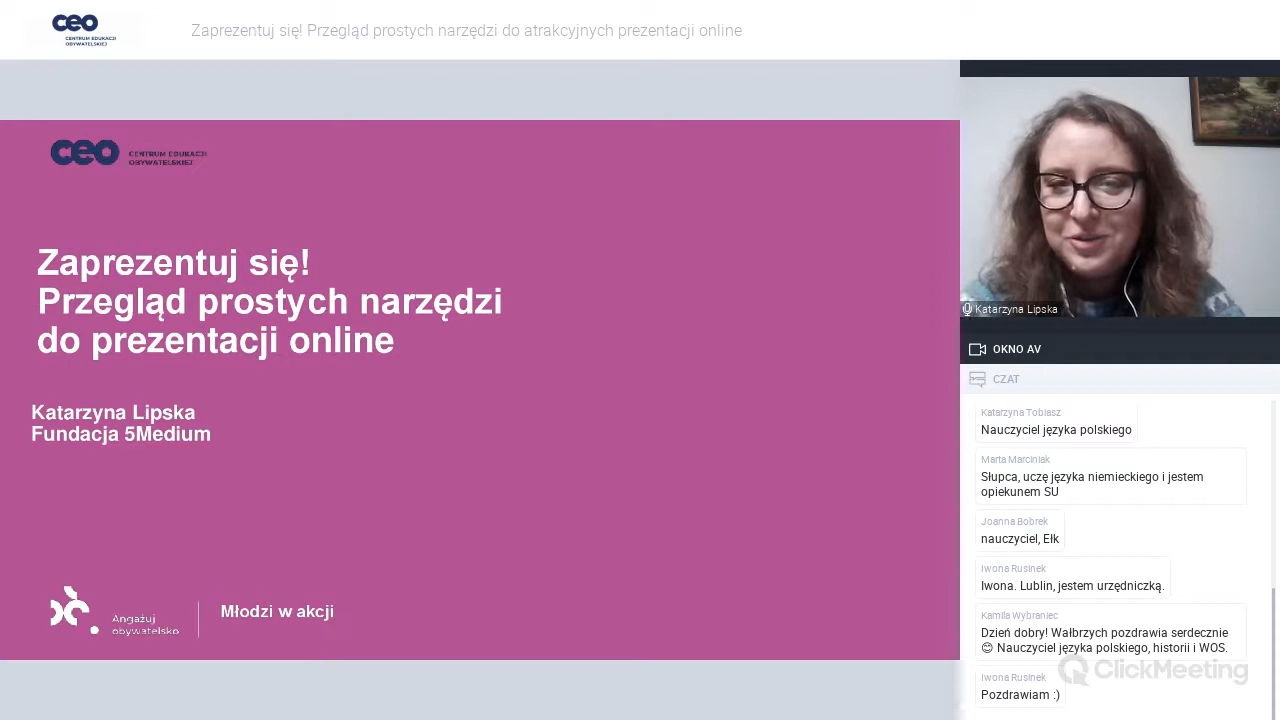 ceo
CENTRUM EDUKACJI
OBYWATELSKIEJ
Zaprezentuj się! Przegląd prostych narzędzi do atrakcyjnych prezentacji online
ceo
CENTRUM EDUKACJI
OBYWATELSKIEJ
Zaprezentuj się!
Przegląd prostych narzędzi
do prezentacji online
Katarzyna Lipska
Fundacja 5Medium
Angażuj
obywatelsko
Młodzi w akcji
Katarzyna Lipska
OKNO AV
CZAT
Katarzyna Tobiasz
Nauczyciel języka polskiego
Marta Marciniak
Słupca, uczę języka niemieckiego i jestem
opiekunem SU
Joanna Bobrek
nauczyciel, Ełk
Iwona Rusinek
Iwona. Lublin, jestem urzędniczką.
Kamila Wybraniec
Dzień dobry! Wałbrzych pozdrawia serdecznie
😊 Nauczyciel języka polskiego, historii i WOS.
Iwona Rusinek
Pozdrawiam :)
ClickMeeting